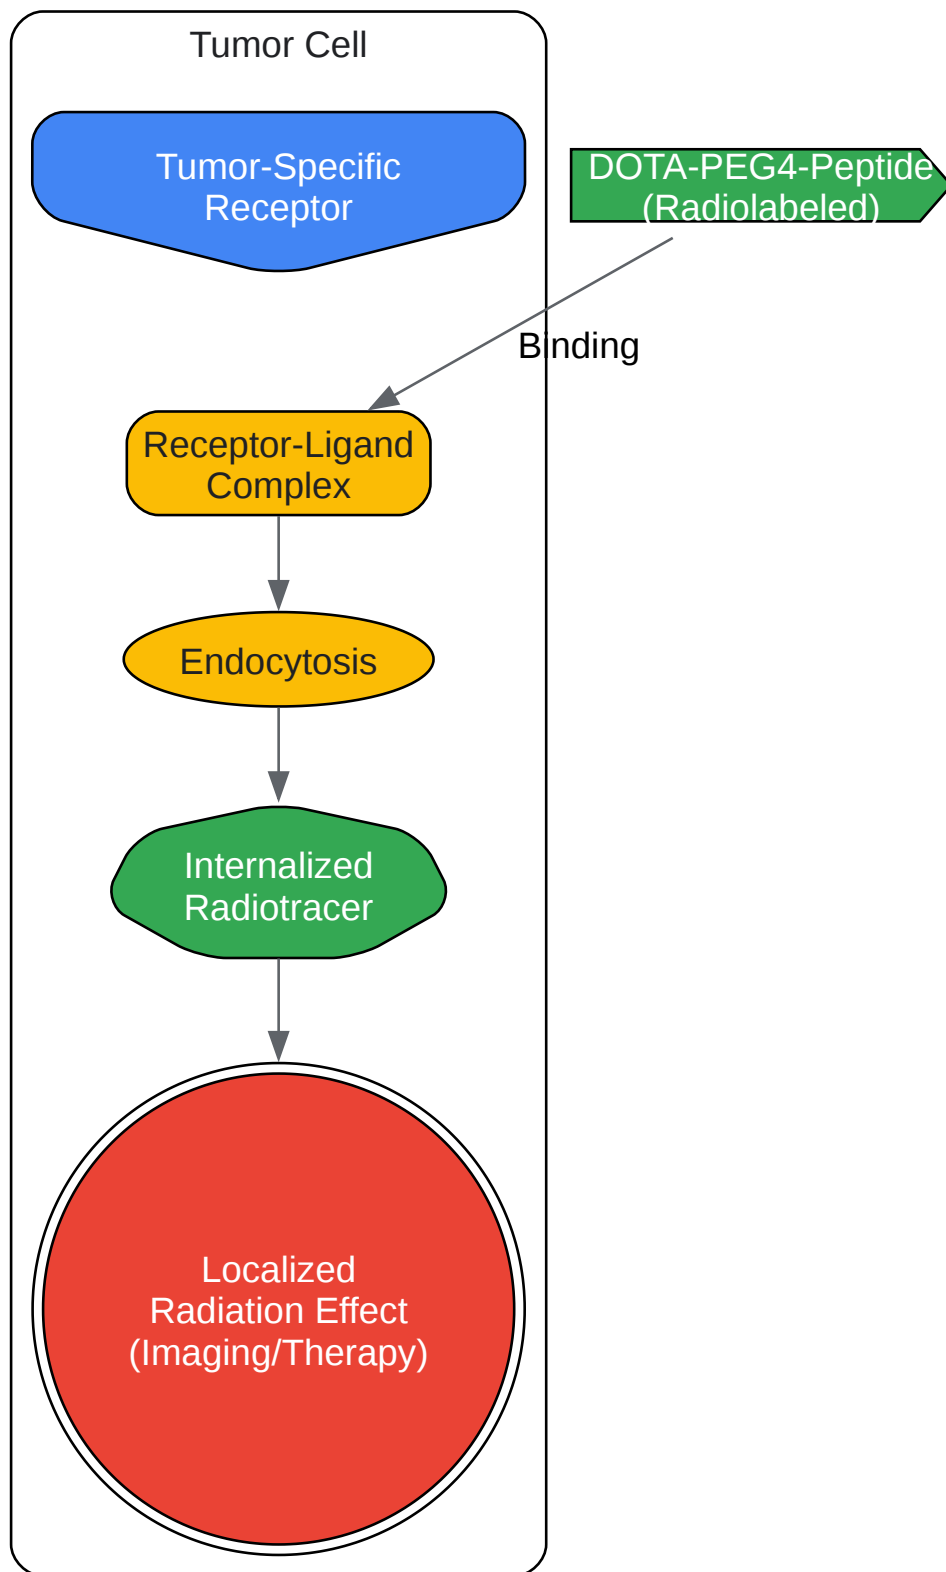 Tumor Cell
Tumor-Specific
Receptor
DOTA-PEG4-Peptide
(Radiolabeled)
Binding
Receptor-Ligand
Complex
Endocytosis
Internalized
Radiotracer
Localized
Radiation Effect
(Imaging/Therapy)